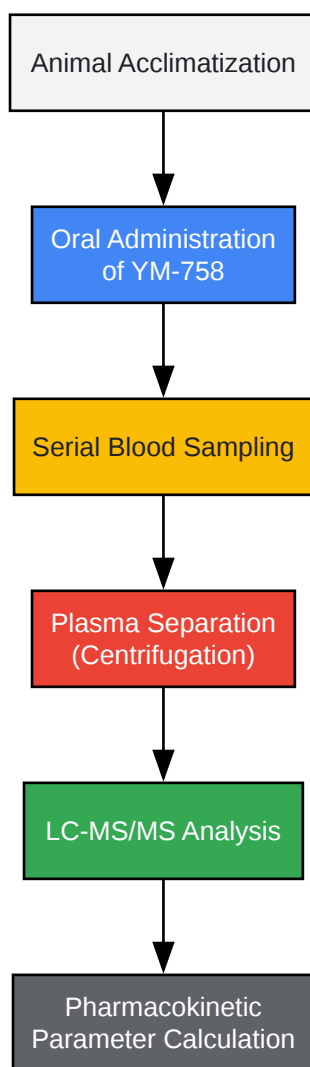 Animal Acclimatization
Oral Administration
of YM-758
Serial Blood Sampling
Plasma Separation
(Centrifugation)
LC-MS/MS Analysis
Pharmacokinetic
Parameter Calculation